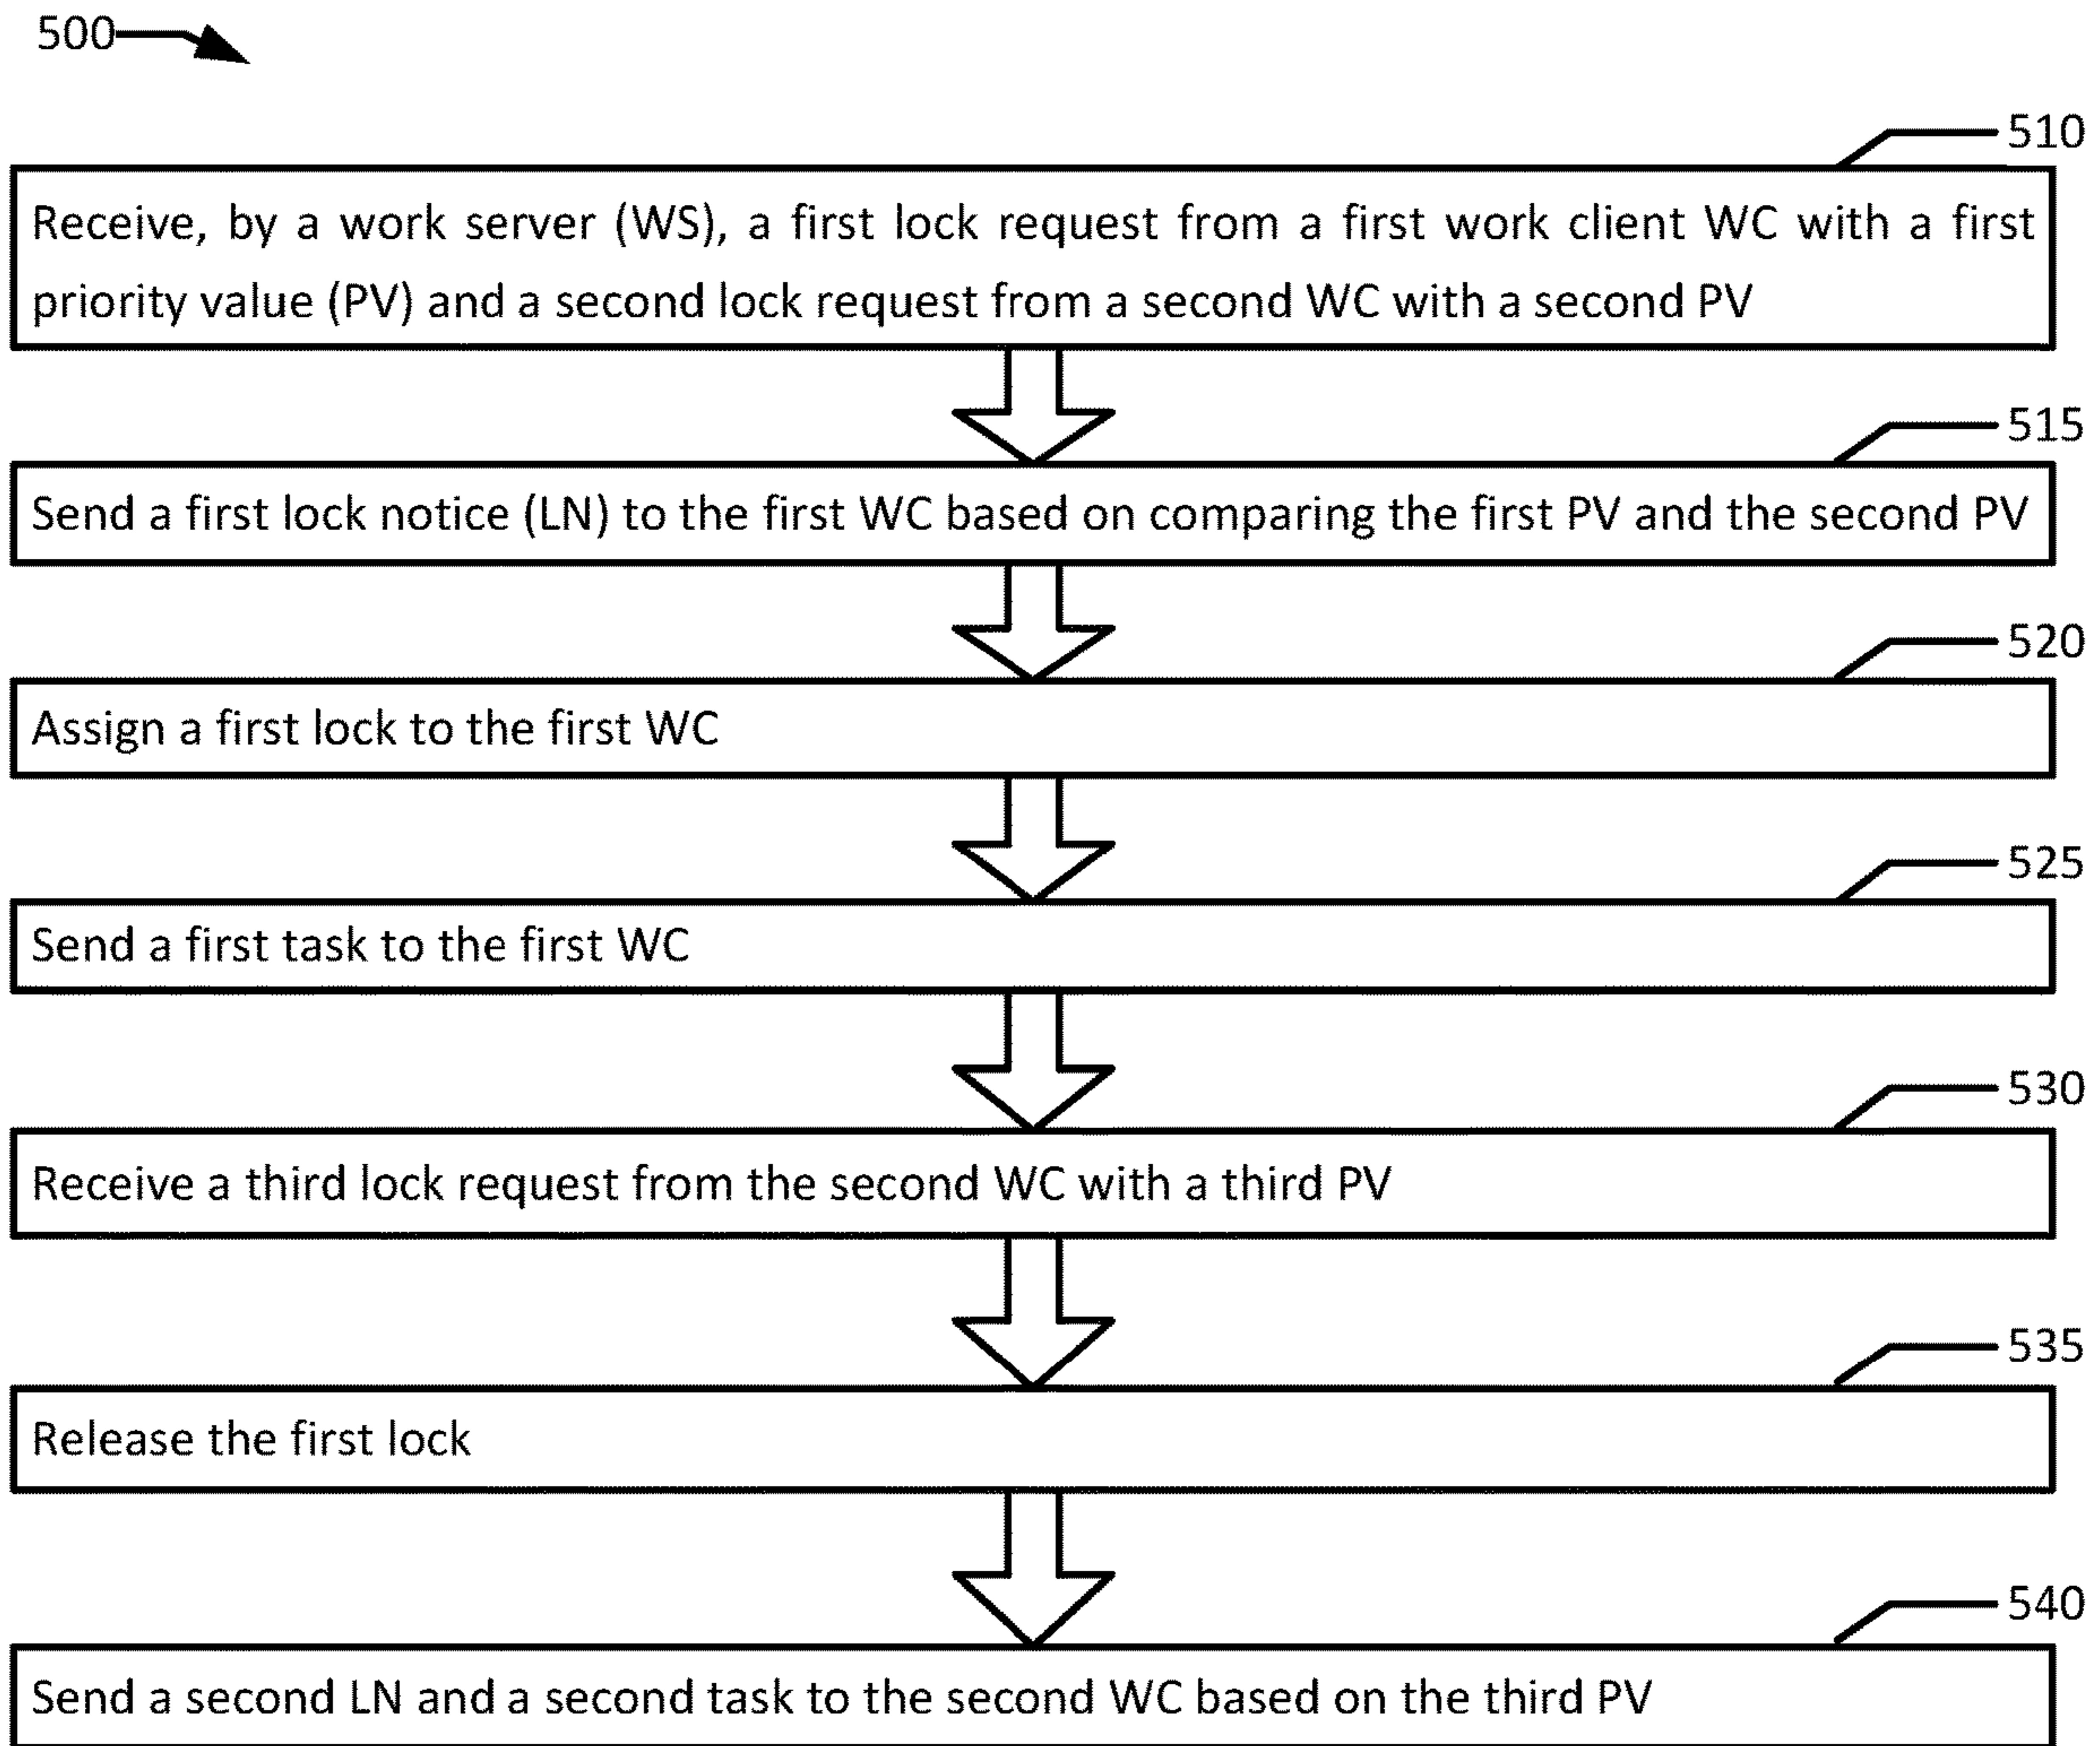 500
510
Receive, by a work server (WS), a first lock request from a first work client WC with a first
priority value (PV) and a second lock request from a second WC with a second PV
515
Send a first lock notice (LN) to the first WC based on comparing the first PV and the second PV
520
Assign a first lock to the first WC
525
Send a first task to the first WC
530
Receive a third lock request from the second WC with a third PV
535
Release the first lock
540
Send a second LN and a second task to the second WC based on the third PV